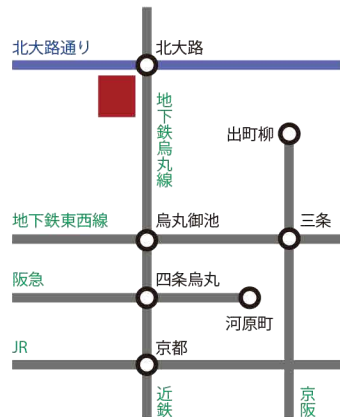 北大路通り
北大路
地下鉄烏丸線
出町柳
地下鉄東西線
烏丸御池
三条
阪急
四条烏丸
河原町
JR
京都
近鉄
京阪